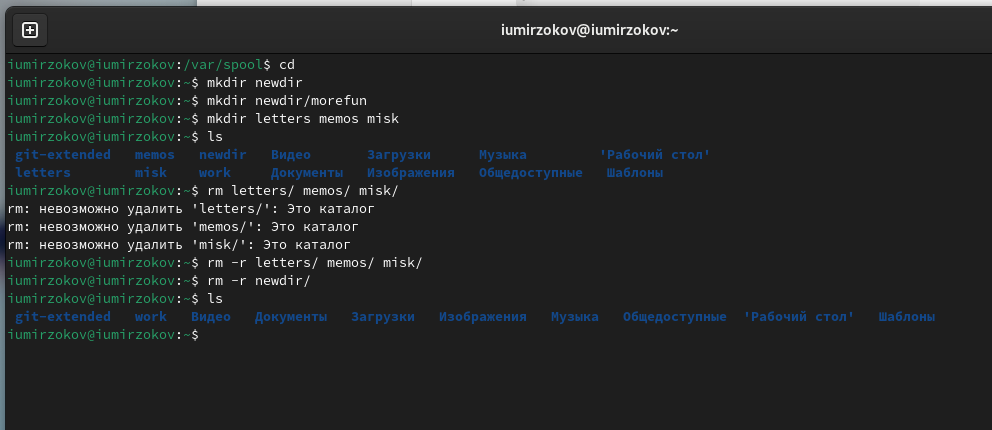 iumirzokov@iumirzokov:~
iumirzokov@iumirzokov:/var/spool$ cd
iumirzokov@iumirzokov:~$ mkdir newdir
iumirzokov@iumirzokov:~$ mkdir newdir/morefun
iumirzokov@iumirzokov:~$ mkdir letters memos misk
iumirzokov@iumirzokov:~$ ls
git-extended memos newdir Видео Загрузки Музыка 'Рабочий стол'
letters misk work Документы Изображения Общедоступные Шаблоны
iumirzokov@iumirzokov:~$ rm letters/ memos/ misk/
rm: невозможно удалить 'letters/': Это каталог
rm: невозможно удалить 'memos/': Это каталог
rm: невозможно удалить 'misk/': Это каталог
iumirzokov@iumirzokov:~$ rm -r letters/ memos/ misk/
iumirzokov@iumirzokov:~$ rm -r newdir/
iumirzokov@iumirzokov:~$ ls
git-extended work Видео Документы Загрузки Изображения Музыка Общедоступные 'Рабочий стол' Шаблоны
iumirzokov@iumirzokov:~$